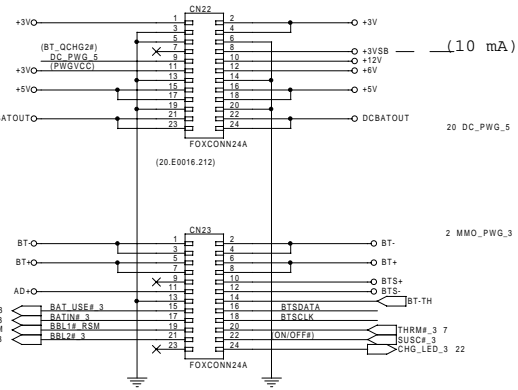 CN22
+3V 1 2 +3V
3 4
5 6
(BT_QCHG2#) 7 8 +3VSB (10 mA)
DC_PWG_5 9 10 +12V
+3V (PWGVCC) 11 12 +6V
13 14
+5V 15 16 +5V
17 18
19 20
BATOUT 21 22 DCBATOUT
23 24
FOXCONN24A
(20.E0016.212)
20 DC_PWG_5
2 MMO_PWG_3
CN23
BT- 1 2 BT-
3 4
BT+ 5 6 BT+
7 8
9 10 BTS+
AD+ 11 12 BTS-
13 14 BT-TH
3 BAT_USE#_3 15 16 BTSDATA
3 BATIN#_3 17 18 BTSCLK
M BBL1#_RSM 19 20 THRM#_3 7
3 BBL2#_3 21 22 (ON/OFF#) SUSC#_3
23 24 CHG_LED_3 22
FOXCONN24A